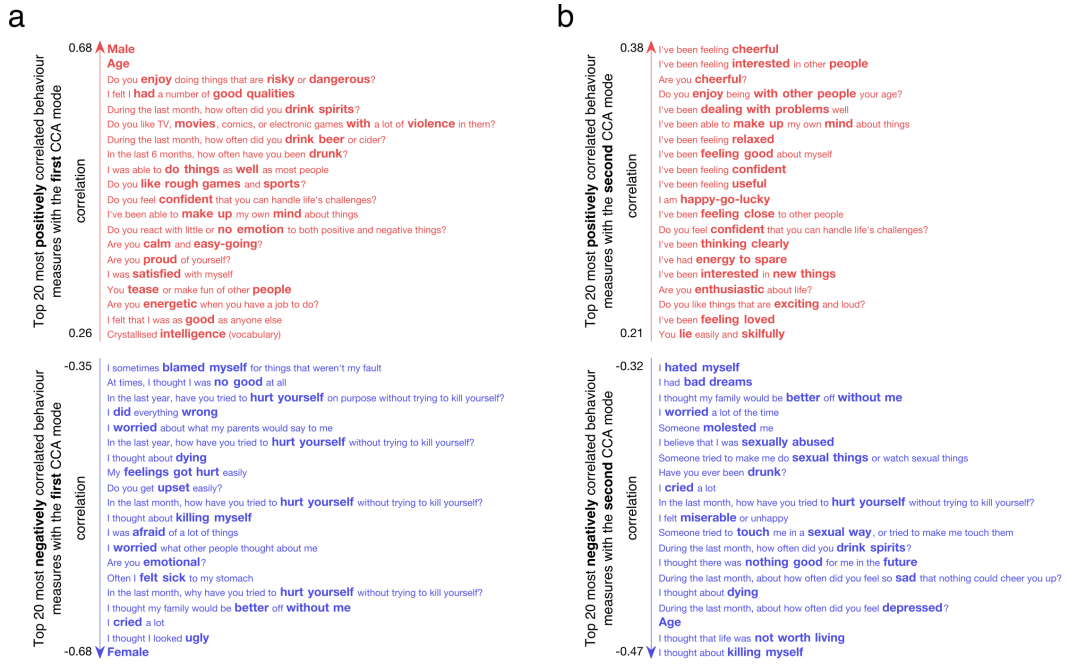 a
Top 20 most positively correlated behaviour
measures with the first CCA mode
correlation
0.68
Male
Age
Do you enjoy doing things that are risky or dangerous?
I felt I had a number of good qualities
During the last month, how often did you drink spirits?
Do you like TV, movies, comics, or electronic games with a lot of violence in them?
During the last month, how often did you drink beer or cider?
In the last 6 months, how often have you been drunk?
I was able to do things as well as most people
Do you like rough games and sports?
Do you feel confident that you can handle life's challenges?
I've been able to make up my own mind about things
Do you react with little or no emotion to both positive and negative things?
Are you calm and easy-going?
Are you proud of yourself?
I was satisfied with myself
You tease or make fun of other people
Are you energetic when you have a job to do?
I felt that I was as good as anyone else
0.26
Crystallised intelligence (vocabulary)
Top 20 most negatively correlated behaviour
measures with the first CCA mode
correlation
-0.35
I sometimes blamed myself for things that weren't my fault
At times, I thought I was no good at all
In the last year, have you tried to hurt yourself on purpose without trying to kill yourself?
I did everything wrong
I worried about what my parents would say to me
In the last year, how have you tried to hurt yourself without trying to kill yourself?
I thought about dying
My feelings got hurt easily
Do you get upset easily?
In the last month, how have you tried to hurt yourself without trying to kill yourself?
I thought about killing myself
I was afraid of a lot of things
I worried what other people thought about me
Are you emotional?
Often I felt sick to my stomach
In the last month, why have you tried to hurt yourself without trying to kill yourself?
I thought my family would be better off without me
I cried a lot
I thought I looked ugly
-0.68
Female
b
Top 20 most positively correlated behaviour
measures with the second CCA mode
correlation
0.38
I've been feeling cheerful
I've been feeling interested in other people
Are you cheerful?
Do you enjoy being with other people your age?
I've been dealing with problems well
I've been able to make up my own mind about things
I've been feeling relaxed
I've been feeling good about myself
I've been feeling confident
I've been feeling useful
I am happy-go-lucky
I've been feeling close to other people
Do you feel confident that you can handle life's challenges?
I've been thinking clearly
I've had energy to spare
I've been interested in new things
Are you enthusiastic about life?
Do you like things that are exciting and loud?
I've been feeling loved
0.21
You lie easily and skilfully
Top 20 most negatively correlated behaviour
measures with the second CCA mode
correlation
-0.32
I hated myself
I had bad dreams
I thought my family would be better off without me
I worried a lot of the time
Someone molested me
I believe that I was sexually abused
Someone tried to make me do sexual things or watch sexual things
Have you ever been drunk?
I cried a lot
In the last month, how have you tried to hurt yourself without trying to kill yourself?
I felt miserable or unhappy
Someone tried to touch me in a sexual way, or tried to make me touch them
During the last month, how often did you drink spirits?
I thought there was nothing good for me in the future
During the last month, about how often did you feel so sad that nothing could cheer you up?
I thought about dying
During the last month, about how often did you feel depressed?
Age
I thought that life was not worth living
-0.47
I thought about killing myself